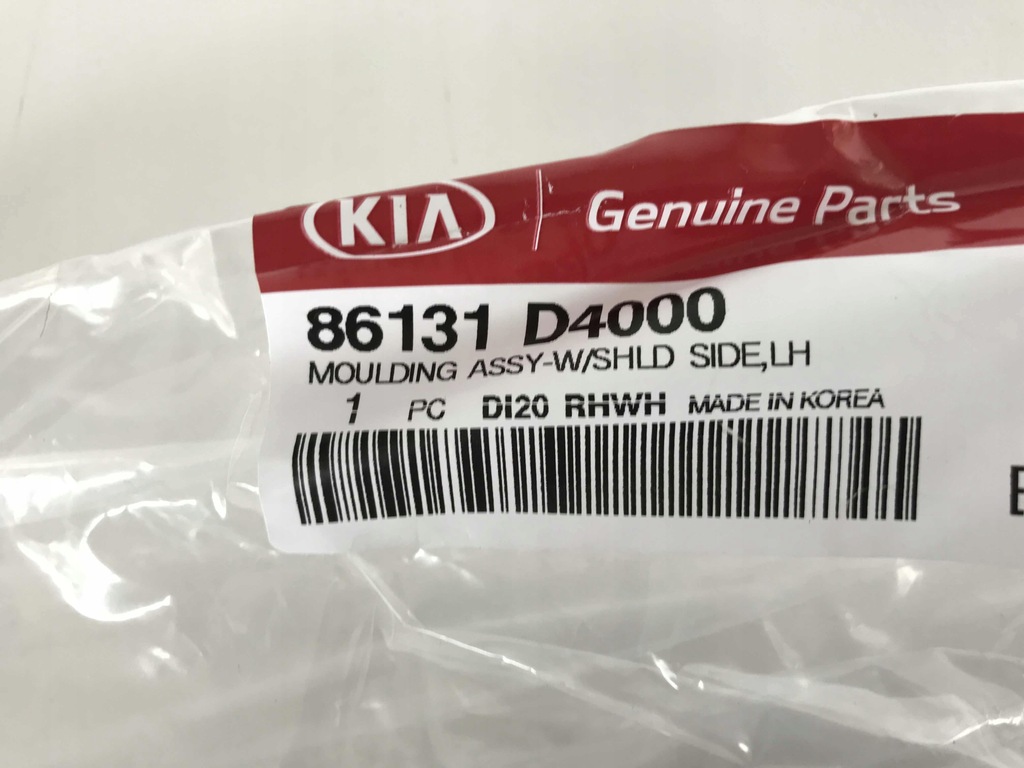 KIA | Genuine Parts
86131 D4000
MOULDING ASSY-W/SHLD SIDE,LH
1 PC DI20 RHWH MADE IN KOREA